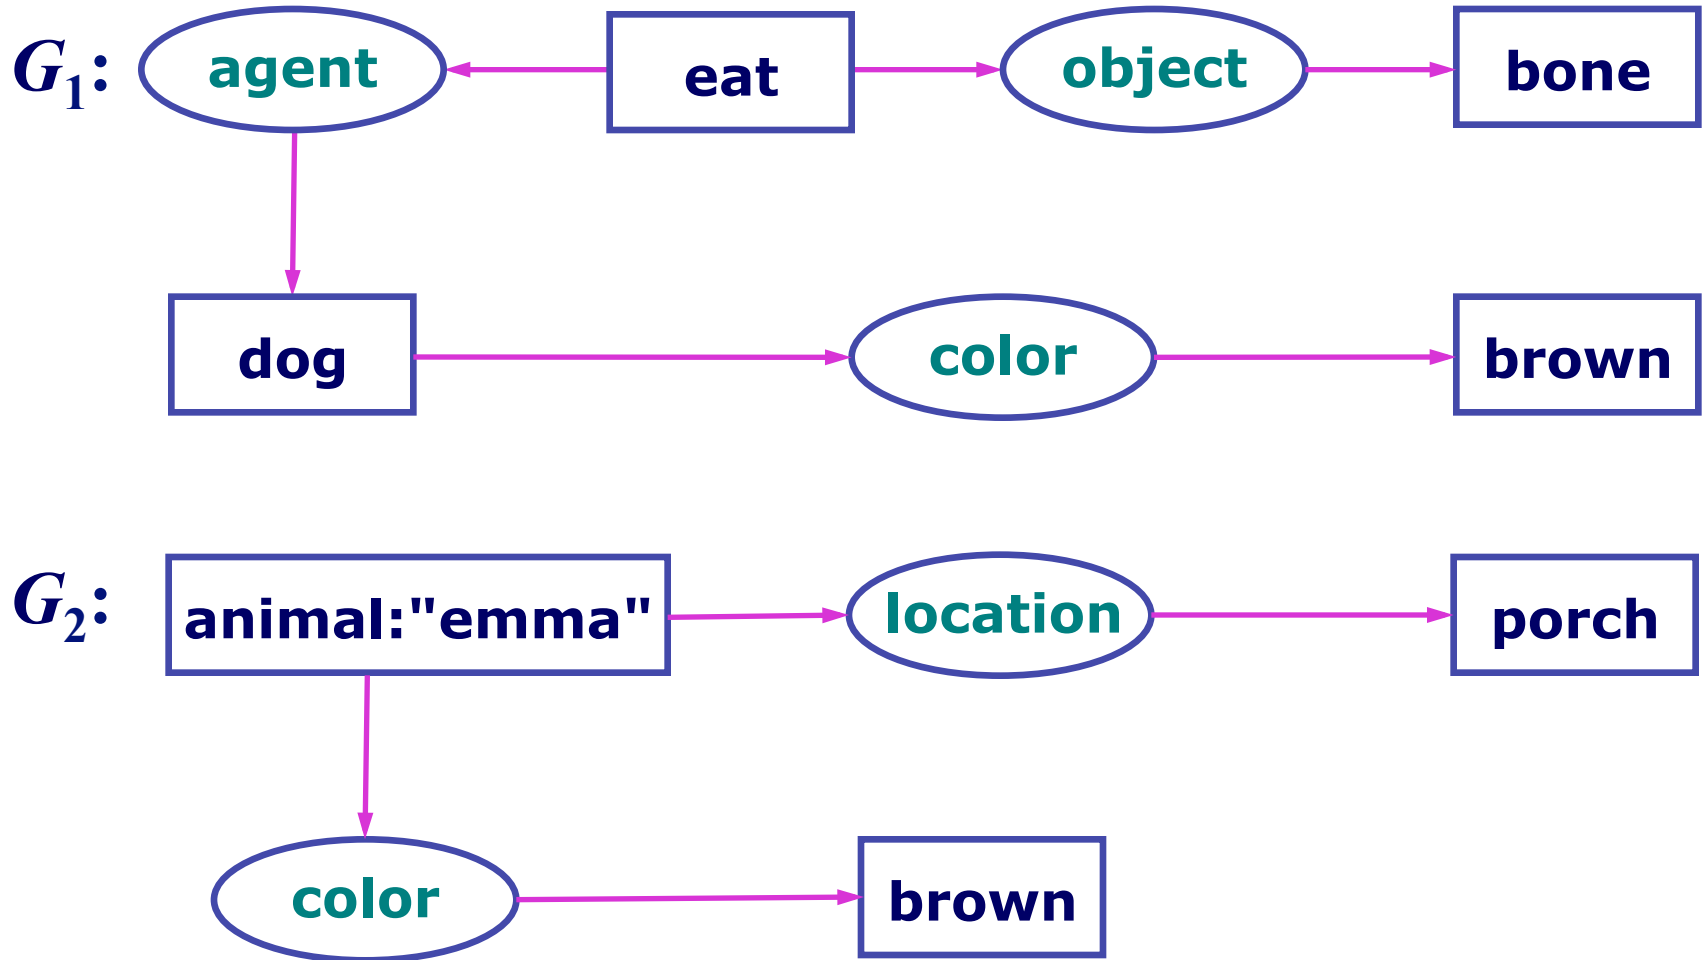 G1: agent eat object bone
dog color brown
G2: animal:"emma" location porch
color brown